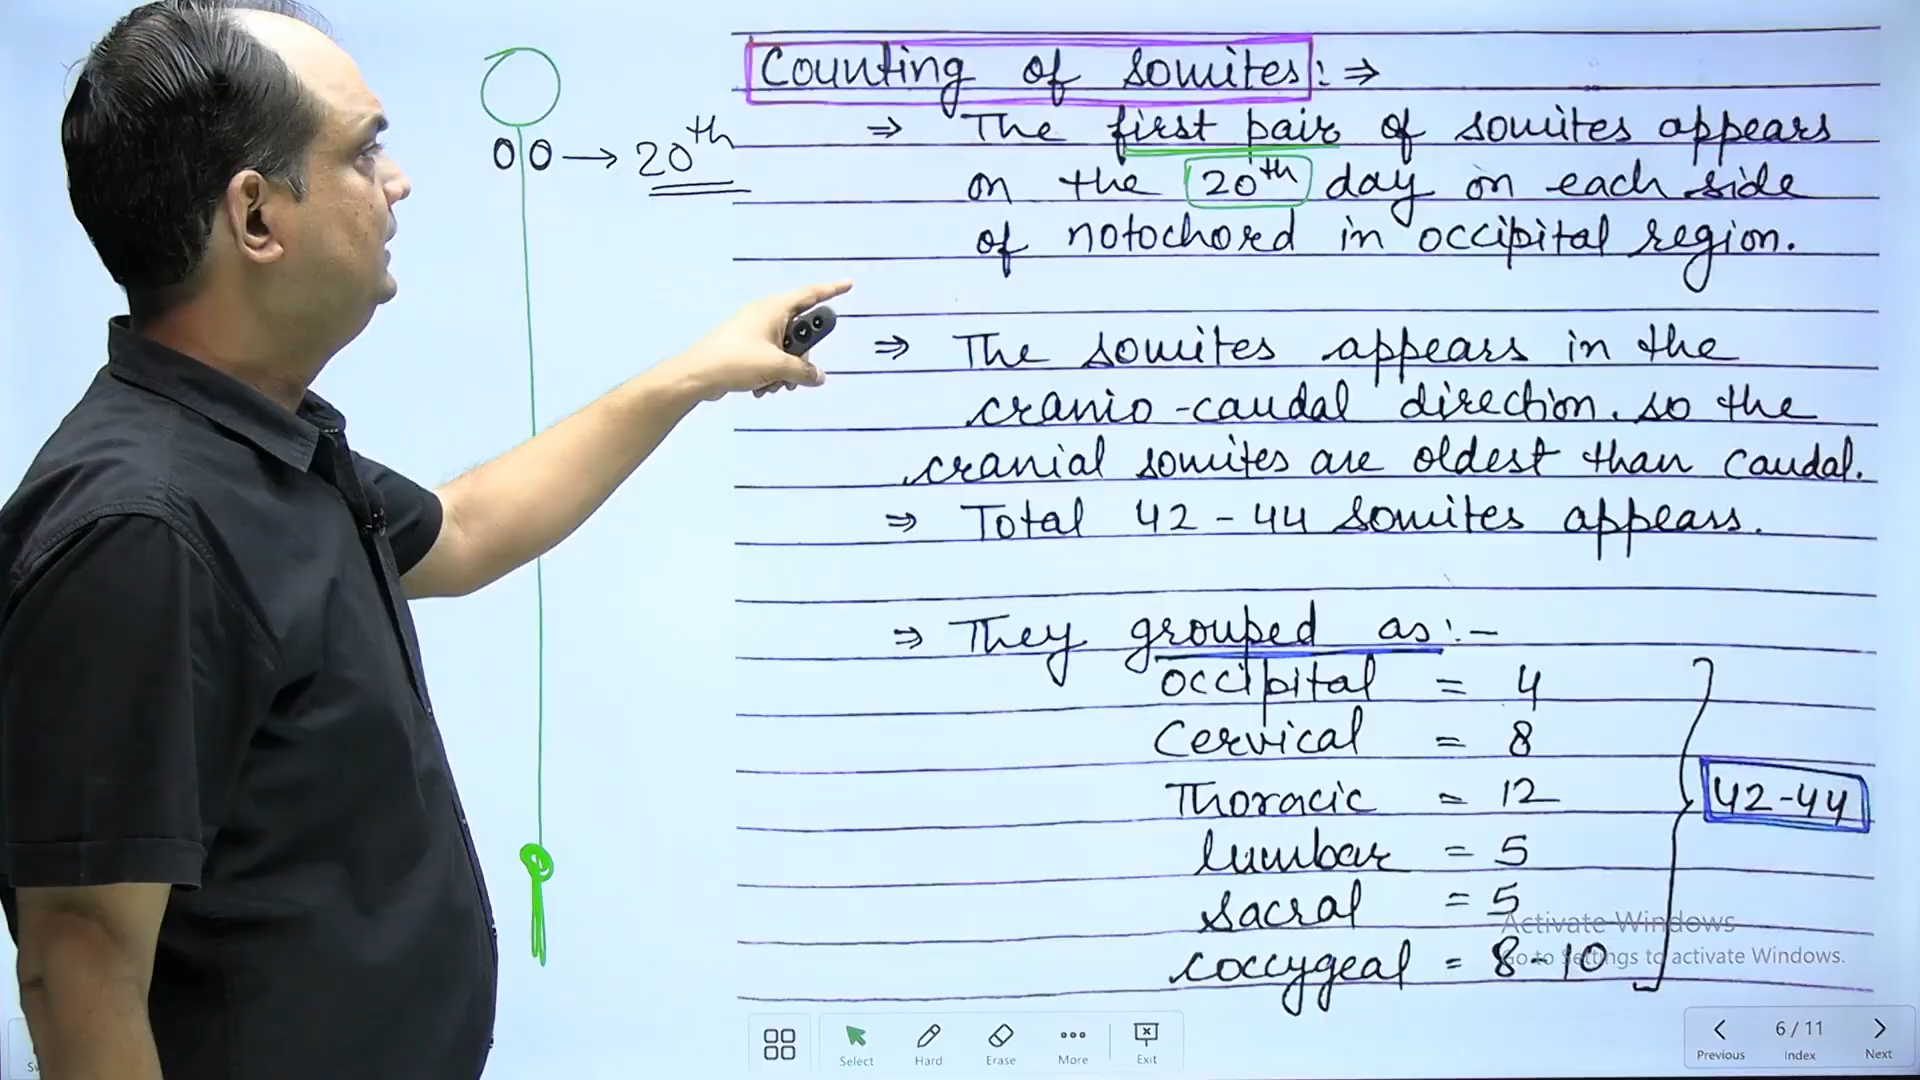 Counting of somites: ⇒
00 → 20th
⇒ The first pair of somites appears
on the 20th day on each side
of notochord in occipital region.
⇒ The somites appears in the
cranio-caudal direction. so the
cranial somites are oldest than caudal.
⇒ Total 42-44 somites appears.
⇒ They grouped as:-
occipital = 4
Cervical = 8
Thoracic = 12
42-44
lumbar = 5
sacral = 5
coccygeal = 8-10
Activate Windows
Go to Settings to activate Windows.
Select
Hard
Erase
More
Exit
6 / 11
Previous
Index
Next